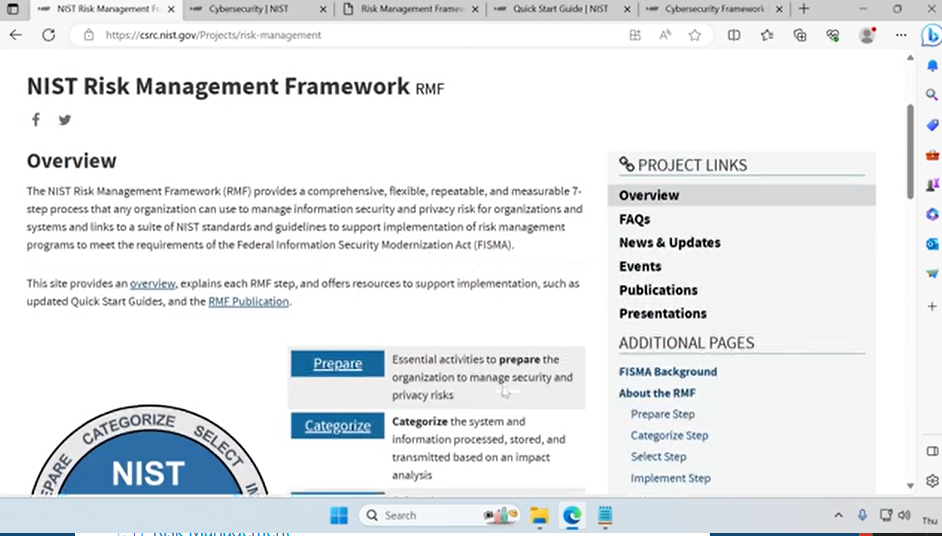 NIST Risk Management Fr
Cybersecurity | NIST
Risk Management Framew
Quick Start Guide | NIST
Cybersecurity Framework
https://csrc.nist.gov/Projects/risk-management
NIST Risk Management Framework RMF
Overview
The NIST Risk Management Framework (RMF) provides a comprehensive, flexible, repeatable, and measurable 7-
step process that any organization can use to manage information security and privacy risk for organizations and
systems and links to a suite of NIST standards and guidelines to support implementation of risk management
programs to meet the requirements of the Federal Information Security Modernization Act (FISMA).
This site provides an overview, explains each RMF step, and offers resources to support implementation, such as
updated Quick Start Guides, and the RMF Publication.
Prepare
Essential activities to prepare the
organization to manage security and
privacy risks
Categorize
Categorize the system and
information processed, stored, and
transmitted based on an impact
analysis
CATEGORIZE
SELECT
NIST
PROJECT LINKS
Overview
FAQs
News & Updates
Events
Publications
Presentations
ADDITIONAL PAGES
FISMA Background
About the RMF
Prepare Step
Categorize Step
Select Step
Implement Step
Search
Thu